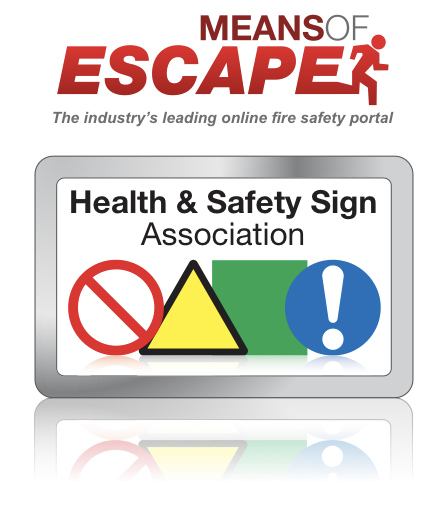 MEANSOF
ESCAPE
The industry's leading online fire safety portal
Health & Safety Sign
Association